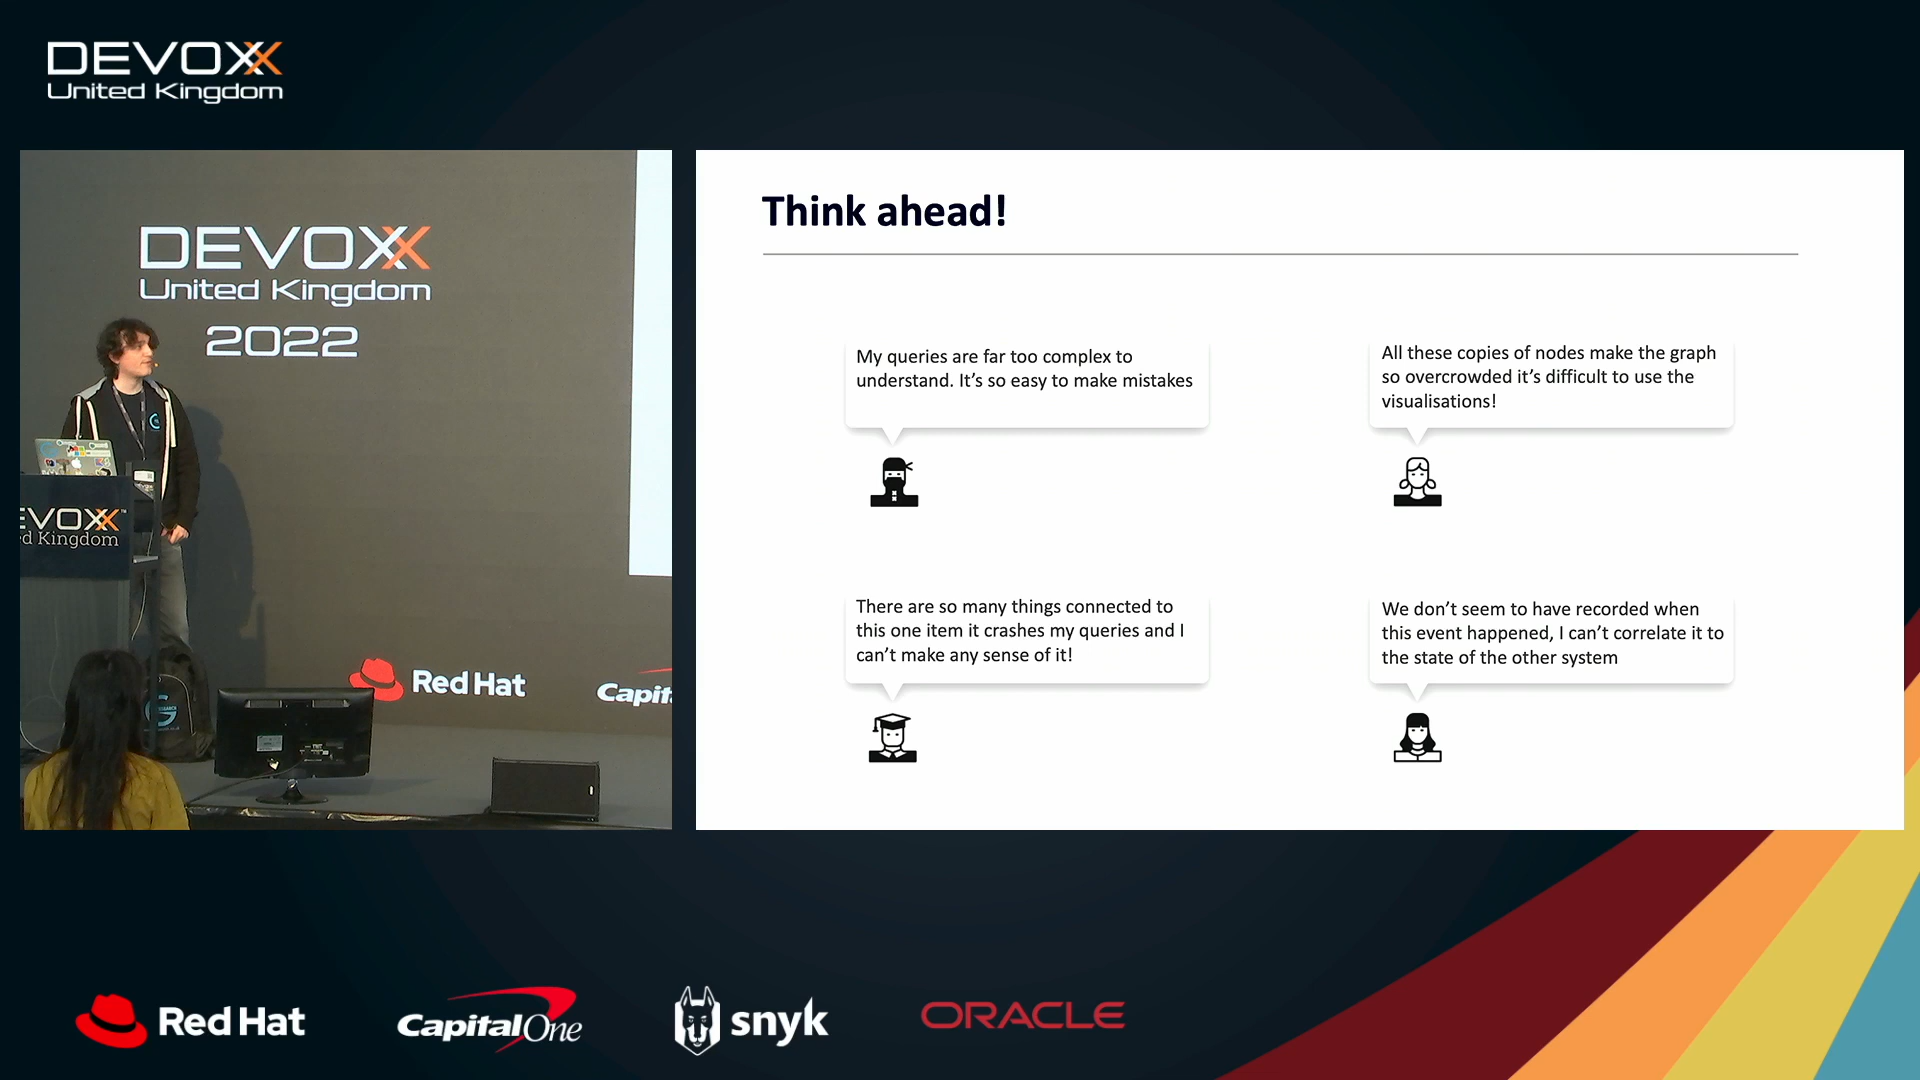 DEVOXX
United Kingdom
DEVOXX
United Kingdom
2022
EVOXX™
d Kingdom
Red Hat
Capit
Think ahead!
My queries are far too complex to
understand. It's so easy to make mistakes
All these copies of nodes make the graph
so overcrowded it's difficult to use the
visualisations!
There are so many things connected to
this one item it crashes my queries and I
can't make any sense of it!
We don't seem to have recorded when
this event happened, I can't correlate it to
the state of the other system
Red Hat
Capital One
snyk
ORACLE